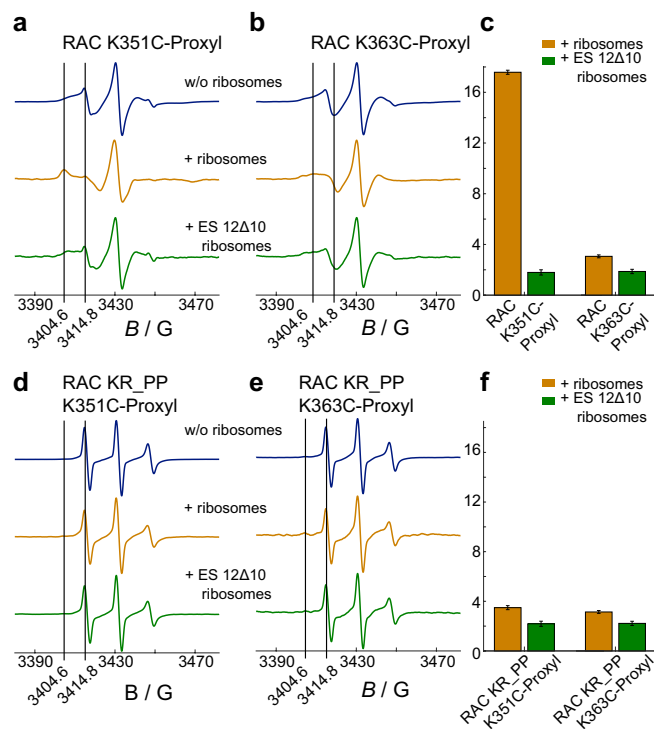 a
RAC K351C-Proxyl
w/o ribosomes
+ ribosomes
+ ES 12Δ10
ribosomes
3390
3430
3470
3404.6
3414.8
B / G
b
RAC K363C-Proxyl
3390
3430
3470
3404.6
3414.8
B / G
c
+ ribosomes
+ ES 12Δ10
ribosomes
16
12
8
4
0
RAC
K351C-
Proxyl
RAC
K363C-
Proxyl
d
RAC KR_PP
K351C-Proxyl
w/o ribosomes
+ ribosomes
+ ES 12Δ10
ribosomes
3390
3430
3470
3404.6
3414.8
B / G
e
RAC KR_PP
K363C-Proxyl
3390
3430
3470
3404.6
3414.8
B / G
f
+ ribosomes
+ ES 12Δ10
ribosomes
16
12
8
4
0
RAC KR_PP
K351C-Proxyl
RAC KR_PP
K363C-Proxyl